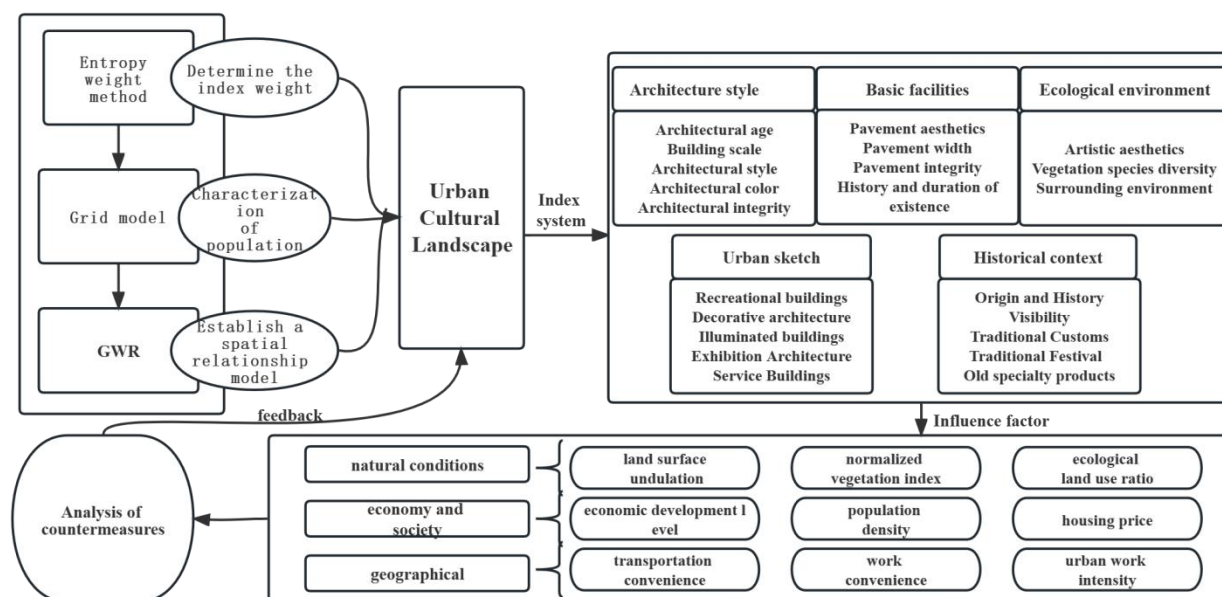 Entropy
weight
method
Determine the
index weight
Grid model
Characterizat
ion
of
population
GWR
Establish a
spatial
relationship
model
Urban
Cultural
Landscape
Index
system
Architecture style
Architectural age
Building scale
Architectural style
Architectural color
Architectural integrity
Basic facilities
Pavement aesthetics
Pavement width
Pavement integrity
History and duration of
existence
Ecological environment
Artistic aesthetics
Vegetation species diversity
Surrounding environment
Urban sketch
Recreational buildings
Decorative architecture
Illuminated buildings
Exhibition Architecture
Service Buildings
Historical context
Origin and History
Visibility
Traditional Customs
Traditional Festival
Old specialty products
Influence factor
feedback
Analysis of
countermeasures
natural conditions
land surface
undulation
normalized
vegetation index
ecological
land use ratio
economy and
society
economic development l
evel
population
density
housing price
geographical
transportation
convenience
work
convenience
urban work
intensity